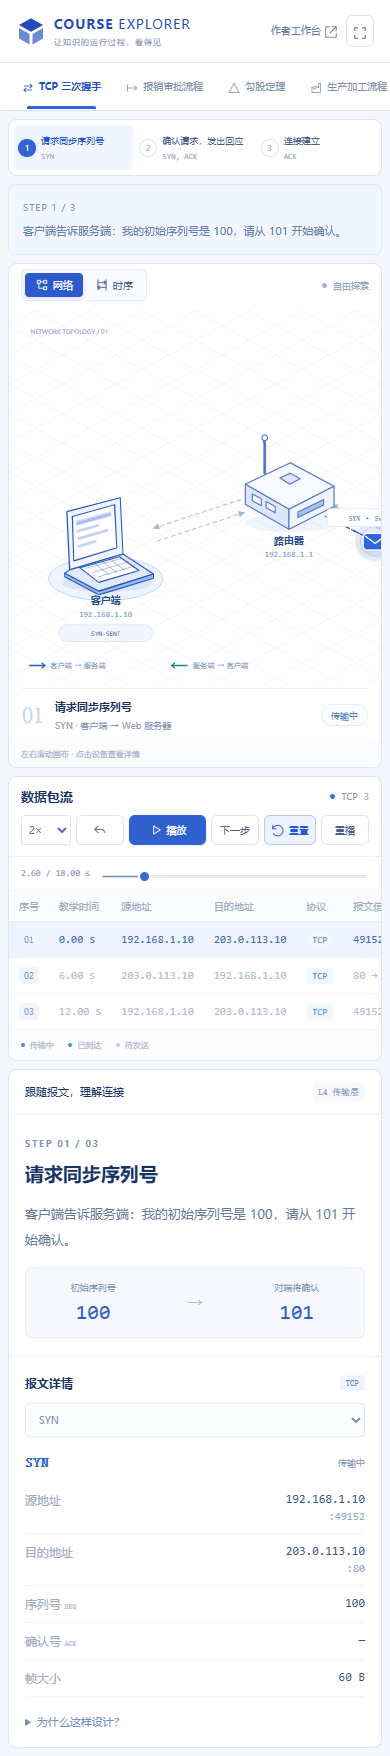 COURSE EXPLORER
让知识的运行过程，看得见
作者工作台
TCP 三次握手
报销审批流程
勾股定理
生产加工流程
1 请求同步序列号
SYN
2 确认请求，发出回应
SYN, ACK
3 连接建立
ACK
STEP 1 / 3
客户端告诉服务端：我的初始序列号是 100，请从 101 开始确认。
网络
时序
自由探索
NETWORK TOPOLOGY / 01
SYN •
路由器
192.168.1.1
客户端
192.168.1.10
SYN-SENT
客户端 → 服务端
服务端 → 客户端
01
请求同步序列号
SYN · 客户端 → Web 服务器
传输中
左右滑动画布 · 点击设备查看详情
数据包流
TCP 3
2×
播放
下一步
重置
重播
2.60 / 18.00 s
序号 教学时间 源地址 目的地址 协议
01 0.00 s 192.168.1.10 203.0.113.10 TCP 49152
02 6.00 s 203.0.113.10 192.168.1.10 TCP 80 →
03 12.00 s 192.168.1.10 203.0.113.10 TCP 49152
传输中
已到达
待发送
跟随报文，理解连接
L4 传输层
STEP 01 / 03
请求同步序列号
客户端告诉服务端：我的初始序列号是 100，请从 101 开
始确认。
初始序列号
100
→
对端将确认
101
报文详情
TCP
SYN
SYN
传输中
源地址
192.168.1.10
:49152
目的地址
203.0.113.10
:80
序列号 SEQ
100
确认号 ACK
—
帧大小
60 B
▶ 为什么这样设计？